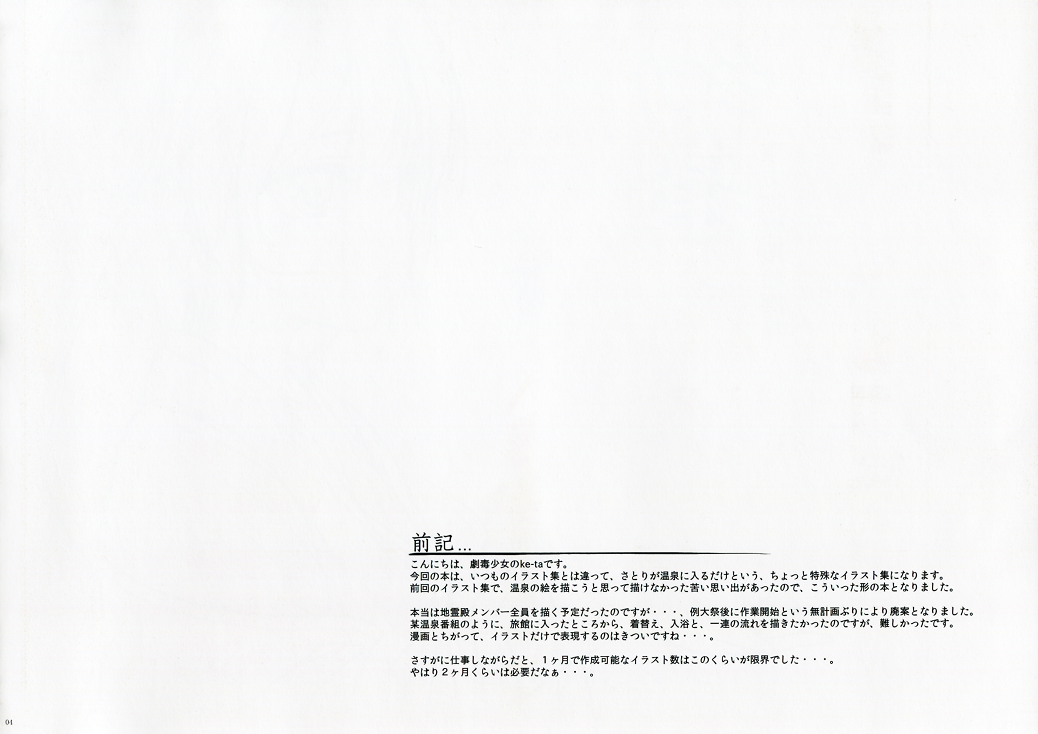 前記...
こんにちは、劇毒少女のke-taです。
今回の本は、いつものイラスト集とは違って、さとりが温泉に入るだけという、ちょっと特殊なイラスト集になります。
前回のイラスト集で、温泉の絵を描こうと思って描けなかった苦い思い出があったので、こういった形の本となりました。
本当は地霊殿メンバー全員を描く予定だったのですが・・・、例大祭後に作業開始という無計画ぶりにより廃案となりました。
某温泉番組のように、旅館に入ったところから、着替え、入浴と、一連の流れを描きたかったのですが、難しかったです。
漫画とちがって、イラストだけで表現するのはきついですね・・・。
さすがに仕事しながらだと、１ヶ月で作成可能なイラスト数はこのくらいが限界でした・・・。
やはり２ヶ月くらいは必要だなぁ・・・。
04